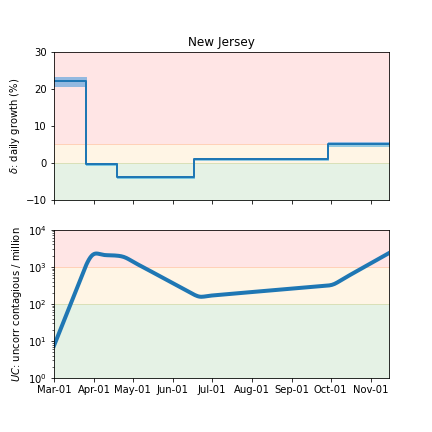 New Jersey
δ: daily growth (%)
30
20
10
0
−10
UC: uncorr contagious / million
10⁴
10³
10²
10¹
10⁰
Mar-01 Apr-01 May-01 Jun-01 Jul-01 Aug-01 Sep-01 Oct-01 Nov-01